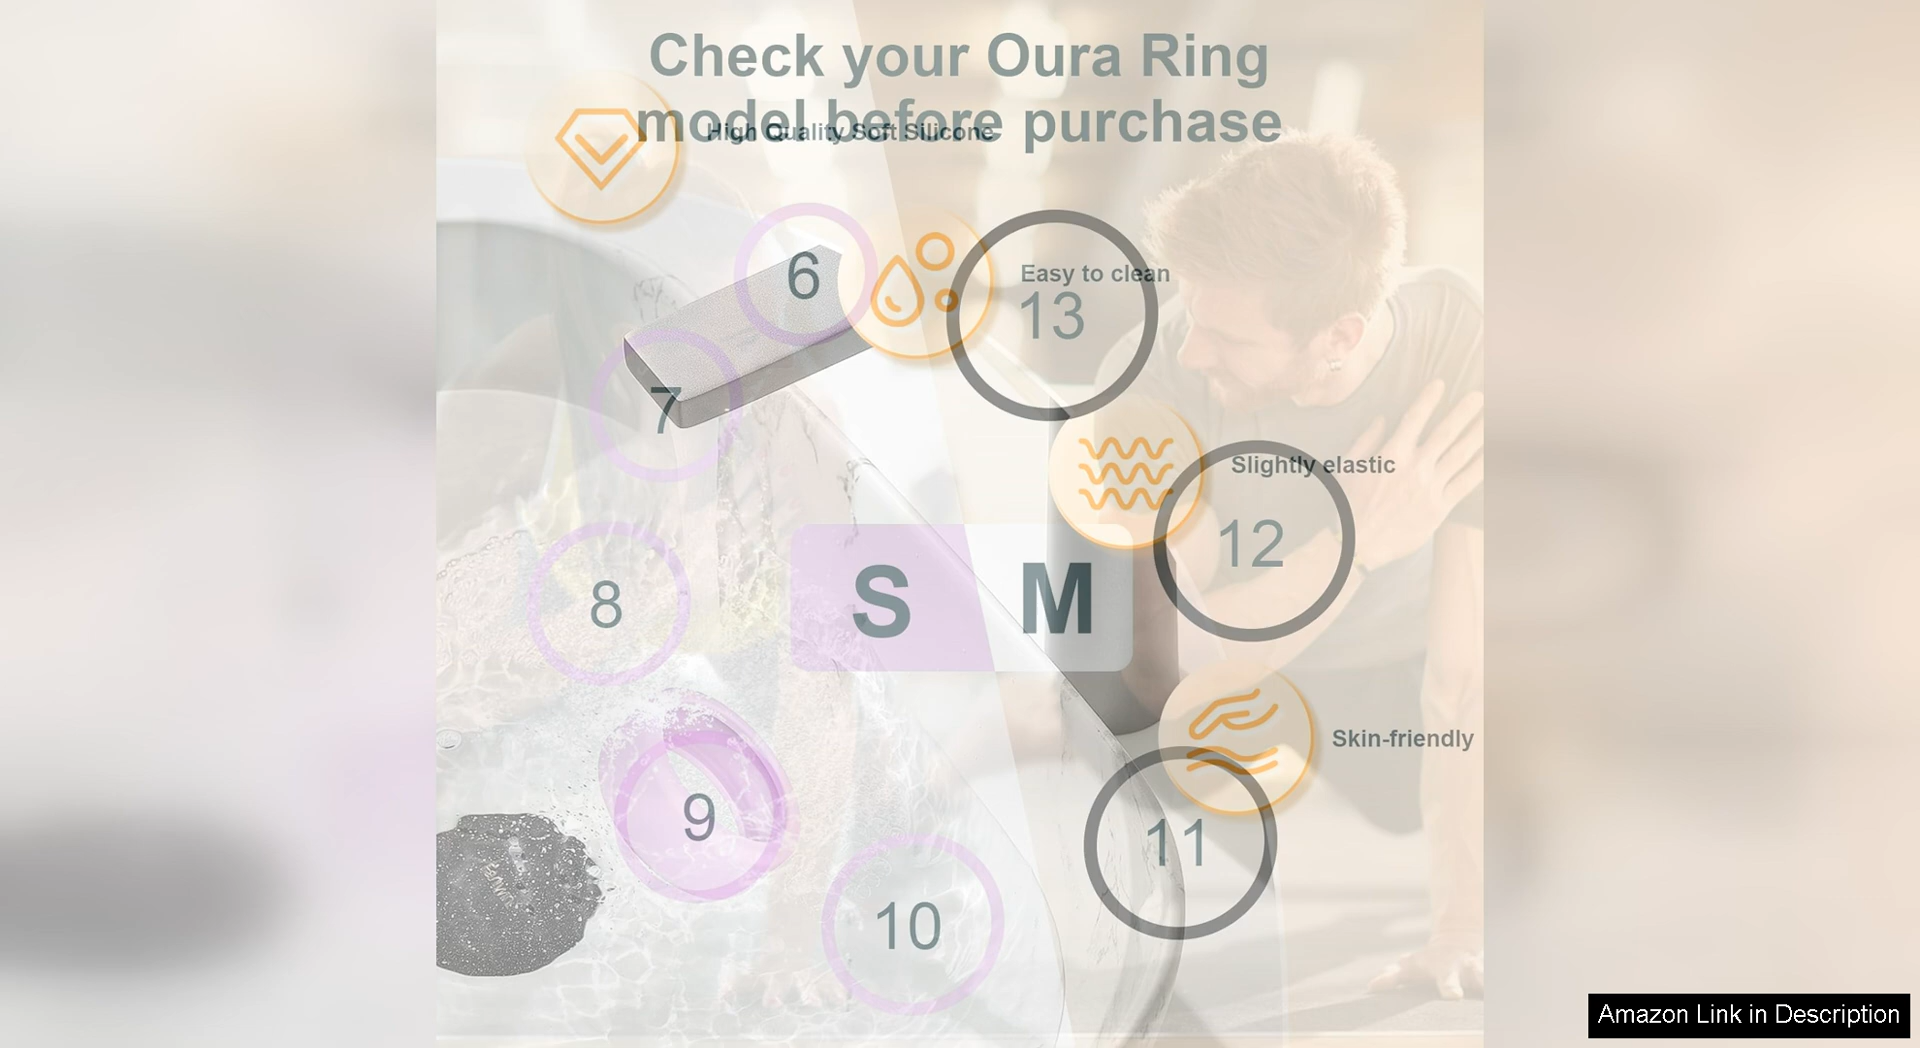 Check your Oura Ring
model before purchase
High Quality Soft Silicone
6
Easy to clean
13
7
Slightly elastic
12
S
M
8
Skin-friendly
9
11
10
Amazon Link in Description